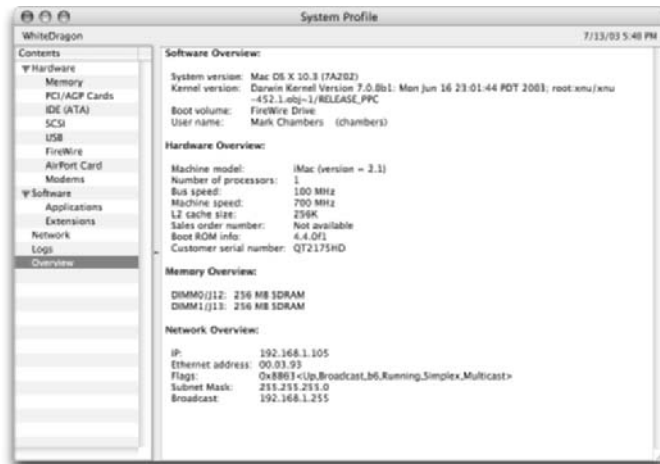 System Profile
WhiteDragon
7/13/03 5:48 PM
Contents
Hardware
Memory
PCI/AGP Cards
IDE (ATA)
SCSI
USB
FireWire
AirPort Card
Modems
Software
Applications
Extensions
Network
Logs
Overview
Software Overview:
System version: Mac OS X 10.3 (7A202)
Kernel version: Darwin Kernel Version 7.0.0b1: Mon Jun 16 23:01:44 PDT 2003; root:xnu/xnu
-452.1.obj~1/RELEASE_PPC
Boot volume: FireWire Drive
User name: Mark Chambers (chambers)
Hardware Overview:
Machine model: iMac (version = 2.1)
Number of processors: 1
Bus speed: 100 MHz
Machine speed: 700 MHz
L2 cache size: 256K
Sales order number: Not available
Boot ROM info: 4.4.0f1
Customer serial number: QT2175HD
Memory Overview:
DIMM0/J12: 256 MB SDRAM
DIMM1/J13: 256 MB SDRAM
Network Overview:
IP: 192.168.1.105
Ethernet address: 00.03.93
Flags: 0x8863<Up,Broadcast,b6,Running,Simplex,Multicast>
Subnet Mask: 255.255.255.0
Broadcast: 192.168.1.255